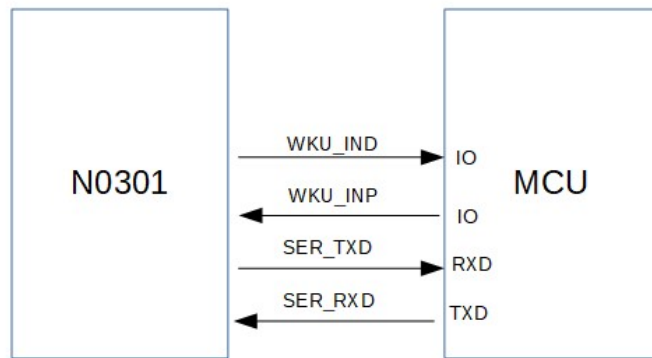 WKU_IND
IO
N0301
MCU
WKU_INP
IO
SER_TXD
RXD
SER_RXD
TXD